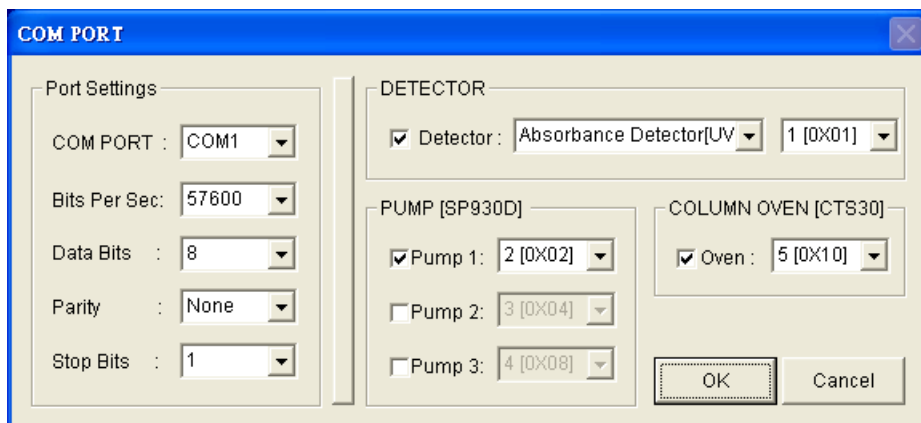 COM PORT
Port Settings
COM PORT : COM1
Bits Per Sec: 57600
Data Bits : 8
Parity : None
Stop Bits : 1
DETECTOR
Detector : Absorbance Detector[UV 1 [0X01]
PUMP [SP930D]
Pump 1: 2 [0X02]
Pump 2: 3 [0X04]
Pump 3: 4 [0X08]
COLUMN OVEN [CTS30]
Oven : 5 [0X10]
OK Cancel